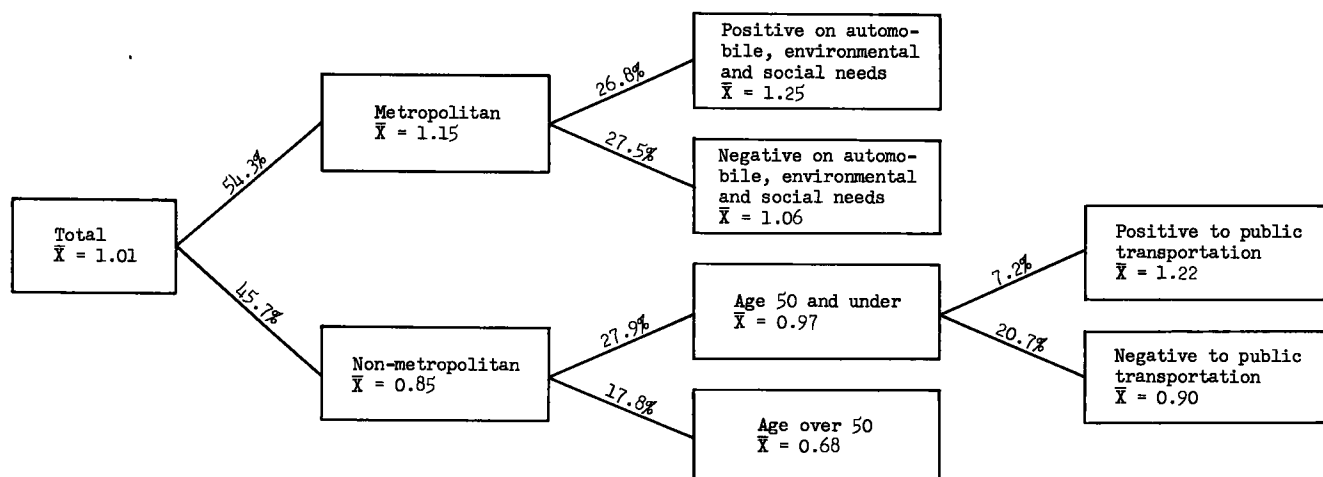 Total
X̄ = 1.01
54.3%
45.7%
Metropolitan
X̄ = 1.15
Non-metropolitan
X̄ = 0.85
26.8%
27.5%
27.9%
17.8%
Positive on automo-
bile, environmental
and social needs
X̄ = 1.25
Negative on automo-
bile, environmental
and social needs
X̄ = 1.06
Age 50 and under
X̄ = 0.97
Age over 50
X̄ = 0.68
7.2%
20.7%
Positive to public
transportation
X̄ = 1.22
Negative to public
transportation
X̄ = 0.90